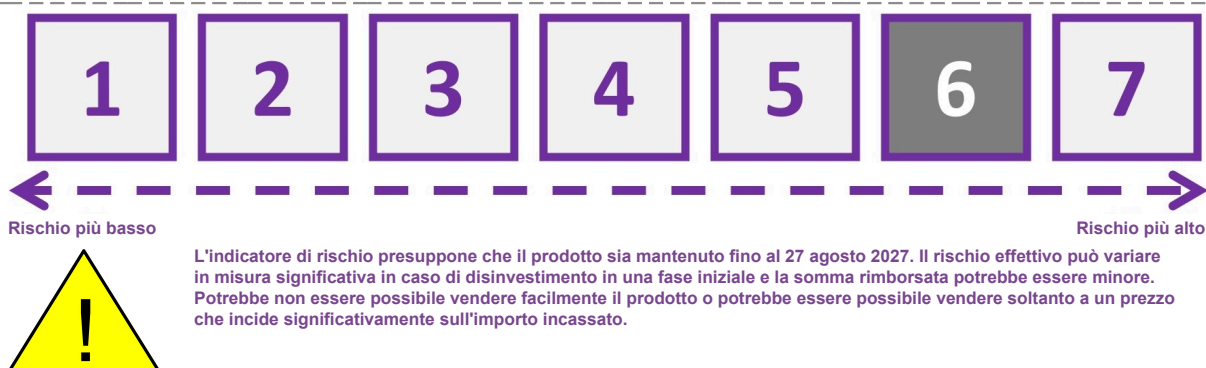 1 2 3 4 5 6 7
Rischio più basso Rischio più alto
L'indicatore di rischio presuppone che il prodotto sia mantenuto fino al 27 agosto 2027. Il rischio effettivo può variare
in misura significativa in caso di disinvestimento in una fase iniziale e la somma rimborsata potrebbe essere minore.
Potrebbe non essere possibile vendere facilmente il prodotto o potrebbe essere possibile vendere soltanto a un prezzo
che incide significativamente sull'importo incassato.
!